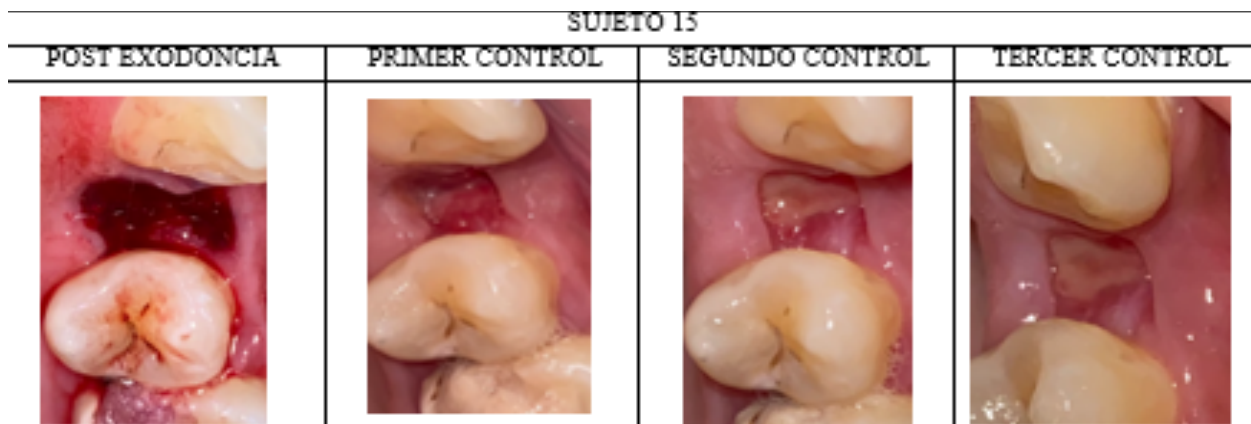 SUJETO 15
POST EXODONCIA PRIMER CONTROL SEGUNDO CONTROL TERCER CONTROL